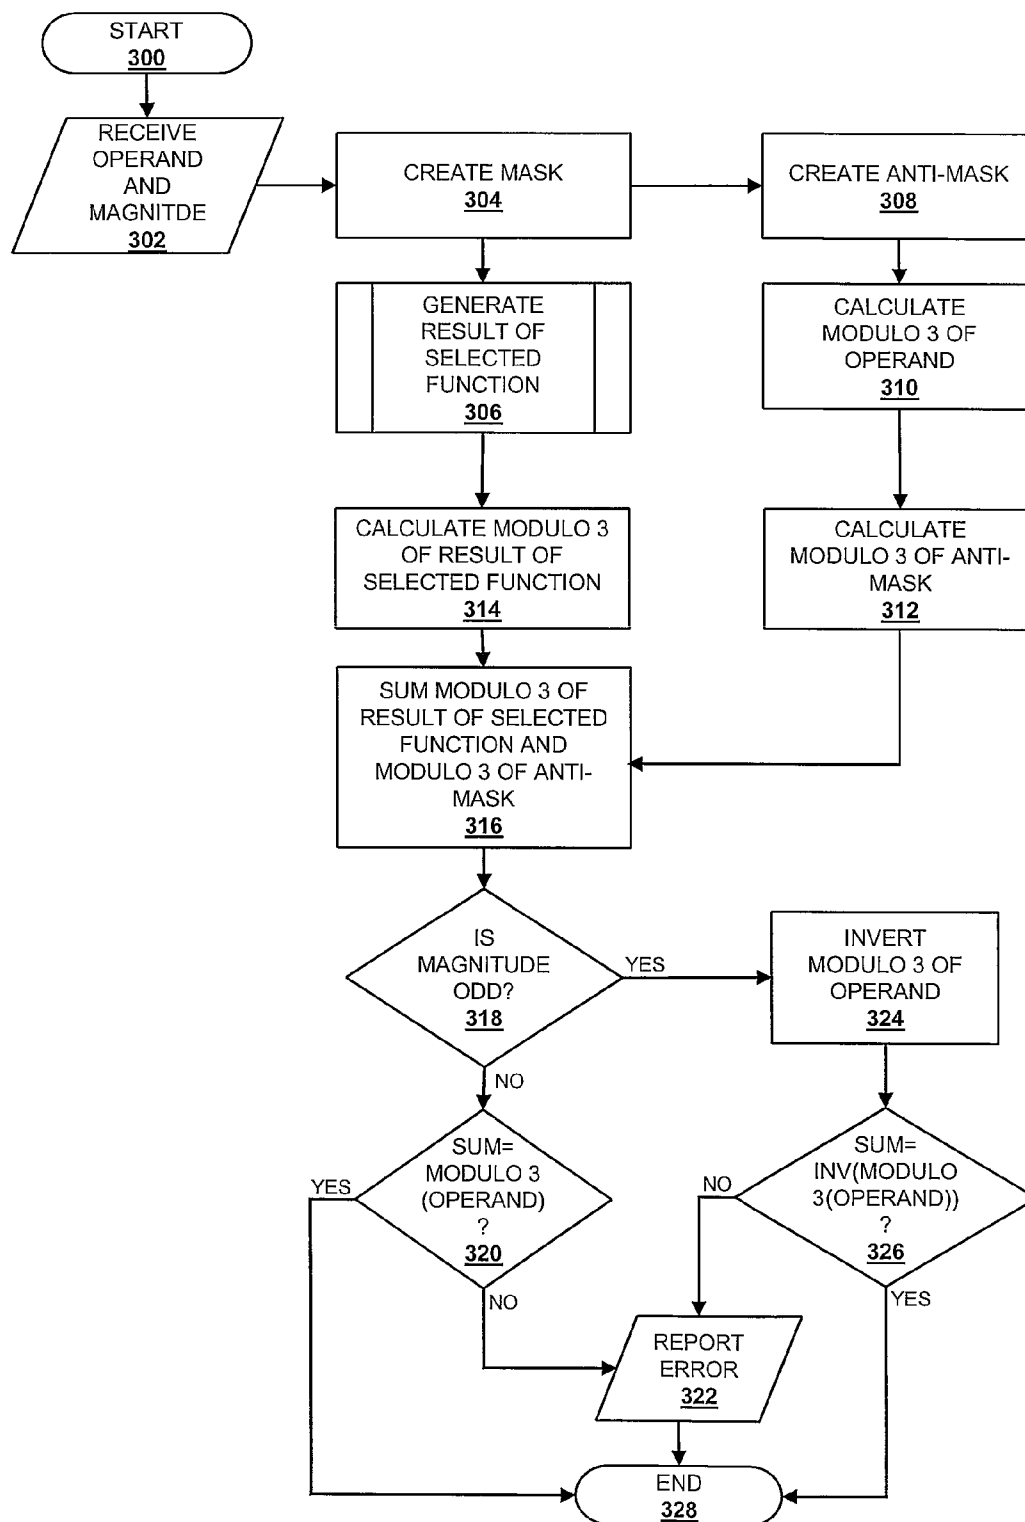 START
300
RECEIVE
OPERAND
AND
MAGNITDE
302
CREATE MASK
304
CREATE ANTI-MASK
308
GENERATE
RESULT OF
SELECTED
FUNCTION
306
CALCULATE
MODULO 3 OF
OPERAND
310
CALCULATE MODULO 3
OF RESULT OF
SELECTED FUNCTION
314
CALCULATE
MODULO 3 OF ANTI-
MASK
312
SUM MODULO 3 OF
RESULT OF SELECTED
FUNCTION AND
MODULO 3 OF ANTI-
MASK
316
IS
MAGNITUDE
ODD?
318
YES
INVERT
MODULO 3 OF
OPERAND
324
NO
SUM=
MODULO 3
(OPERAND)
?
320
YES
NO
SUM=
INV(MODULO
3(OPERAND))
?
326
NO
YES
REPORT
ERROR
322
END
328